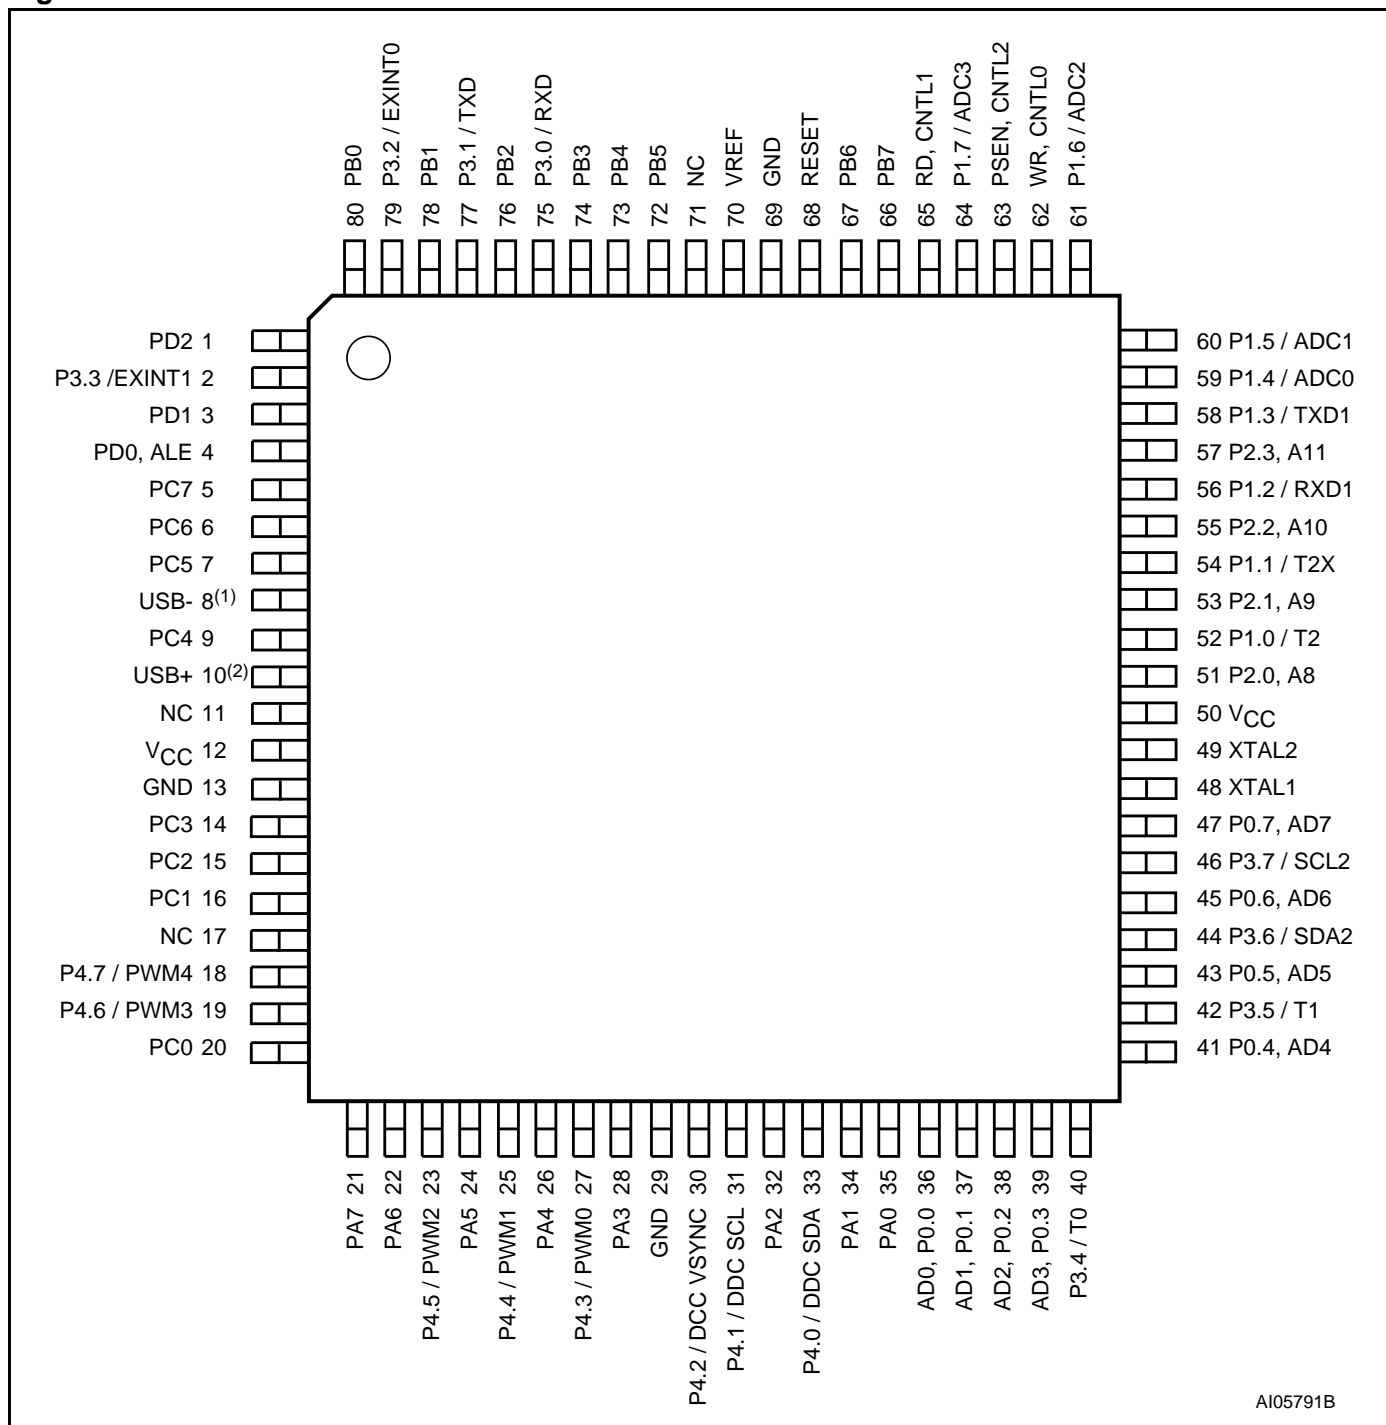 80 PB0
79 P3.2 / EXINT0
78 PB1
77 P3.1 / TXD
76 PB2
75 P3.0 / RXD
74 PB3
73 PB4
72 PB5
71 NC
70 VREF
69 GND
68 RESET
67 PB6
66 PB7
65 RD, CNTL1
64 P1.7 / ADC3
63 PSEN, CNTL2
62 WR, CNTL0
61 P1.6 / ADC2
PD2 1
P3.3 /EXINT1 2
PD1 3
PD0, ALE 4
PC7 5
PC6 6
PC5 7
USB- 8(1)
PC4 9
USB+ 10(2)
NC 11
VCC 12
GND 13
PC3 14
PC2 15
PC1 16
NC 17
P4.7 / PWM4 18
P4.6 / PWM3 19
PC0 20
60 P1.5 / ADC1
59 P1.4 / ADC0
58 P1.3 / TXD1
57 P2.3, A11
56 P1.2 / RXD1
55 P2.2, A10
54 P1.1 / T2X
53 P2.1, A9
52 P1.0 / T2
51 P2.0, A8
50 VCC
49 XTAL2
48 XTAL1
47 P0.7, AD7
46 P3.7 / SCL2
45 P0.6, AD6
44 P3.6 / SDA2
43 P0.5, AD5
42 P3.5 / T1
41 P0.4, AD4
PA7 21
PA6 22
P4.5 / PWM2 23
PA5 24
P4.4 / PWM1 25
PA4 26
P4.3 / PWM0 27
PA3 28
GND 29
P4.2 / DCC VSYNC 30
P4.1 / DDC SCL 31
PA2 32
P4.0 / DDC SDA 33
PA1 34
PA0 35
AD0, P0.0 36
AD1, P0.1 37
AD2, P0.2 38
AD3, P0.3 39
P3.4 / T0 40
AI05791B